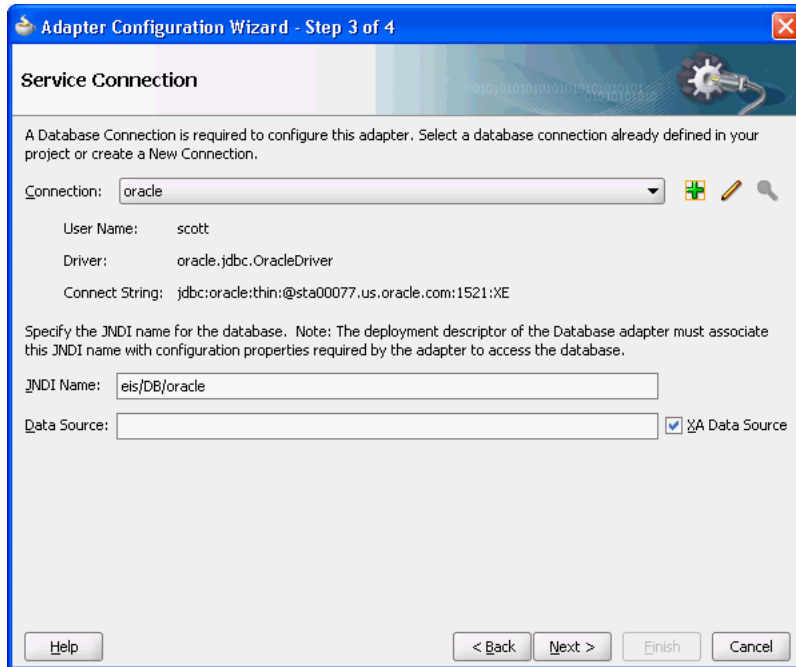 Adapter Configuration Wizard - Step 3 of 4
Service Connection
0101010101010101010101010101
01010101010
A Database Connection is required to configure this adapter. Select a database connection already defined in your
project or create a New Connection.
Connection: oracle
User Name: scott
Driver: oracle.jdbc.OracleDriver
Connect String: jdbc:oracle:thin:@sta00077.us.oracle.com:1521:XE
Specify the JNDI name for the database. Note: The deployment descriptor of the Database adapter must associate
this JNDI name with configuration properties required by the adapter to access the database.
JNDI Name: eis/DB/oracle
Data Source: XA Data Source
Help < Back Next > Finish Cancel